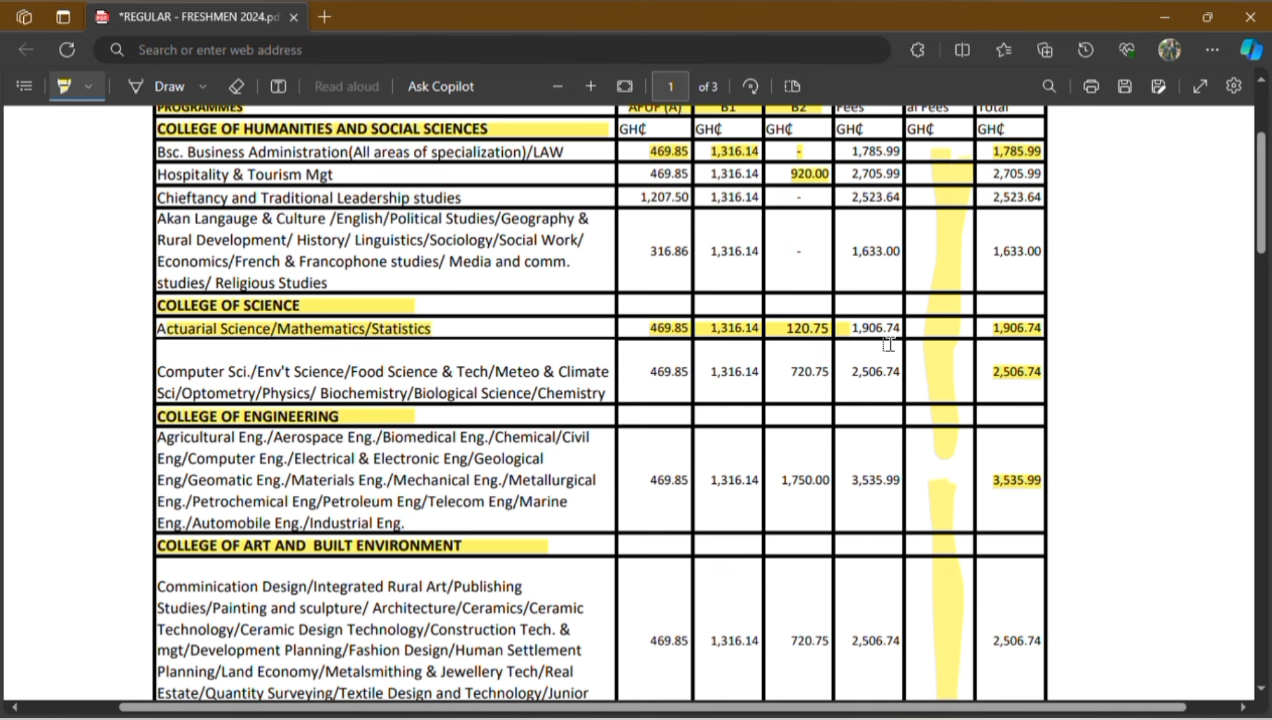 *REGULAR - FRESHMEN 2024.pd
Search or enter web address
Draw
Read aloud
Ask Copilot
1
of 3
PROGRAMMES AFUF (A) B1 B2 Fees ar Fees Total
COLLEGE OF HUMANITIES AND SOCIAL SCIENCES GH₵ GH₵ GH₵ GH₵ GH₵ GH₵
Bsc. Business Administration(All areas of specialization)/LAW 469.85 1,316.14 - 1,785.99 1,785.99
Hospitality & Tourism Mgt 469.85 1,316.14 920.00 2,705.99 2,705.99
Chieftancy and Traditional Leadership studies 1,207.50 1,316.14 - 2,523.64 2,523.64
Akan Langauge & Culture /English/Political Studies/Geography &
Rural Development/ History/ Linguistics/Sociology/Social Work/
Economics/French & Francophone studies/ Media and comm.
studies/ Religious Studies
316.86 1,316.14 - 1,633.00 1,633.00
COLLEGE OF SCIENCE
Actuarial Science/Mathematics/Statistics 469.85 1,316.14 120.75 1,906.74 1,906.74
Computer Sci./Env't Science/Food Science & Tech/Meteo & Climate
Sci/Optometry/Physics/ Biochemistry/Biological Science/Chemistry
469.85 1,316.14 720.75 2,506.74 2,506.74
COLLEGE OF ENGINEERING
Agricultural Eng./Aerospace Eng./Biomedical Eng./Chemical/Civil
Eng/Computer Eng./Electrical & Electronic Eng/Geological
Eng/Geomatic Eng./Materials Eng./Mechanical Eng./Metallurgical
Eng./Petrochemical Eng/Petroleum Eng/Telecom Eng/Marine
Eng./Automobile Eng./Industrial Eng.
469.85 1,316.14 1,750.00 3,535.99 3,535.99
COLLEGE OF ART AND BUILT ENVIRONMENT
Comminication Design/Integrated Rural Art/Publishing
Studies/Painting and sculpture/ Architecture/Ceramics/Ceramic
Technology/Ceramic Design Technology/Construction Tech. &
mgt/Development Planning/Fashion Design/Human Settlement
Planning/Land Economy/Metalsmithing & Jewellery Tech/Real
Estate/Quantity Surveying/Textile Design and Technology/Junior
469.85 1,316.14 720.75 2,506.74 2,506.74